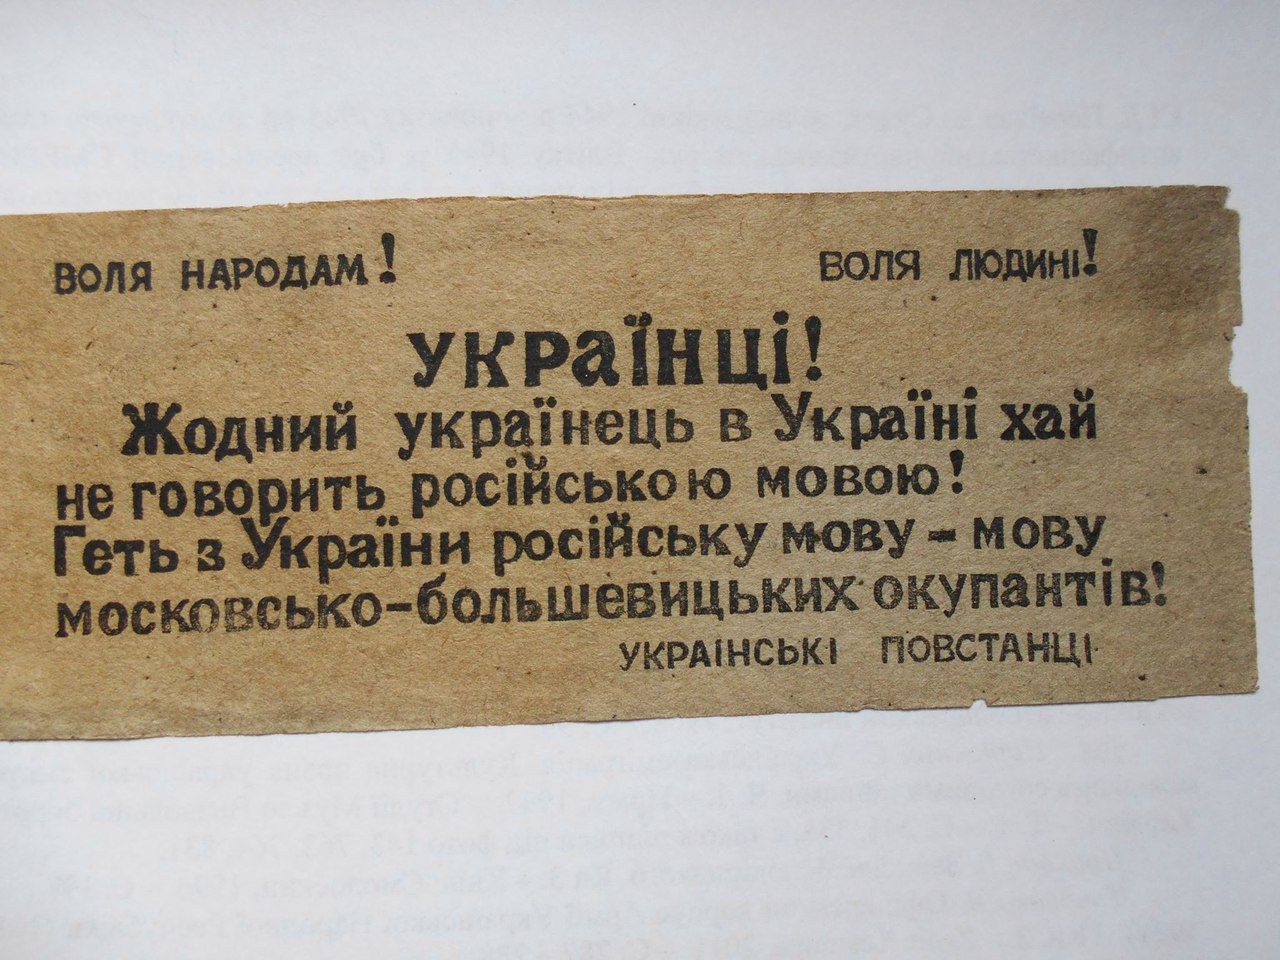 ВОЛЯ НАРОДАМ! ВОЛЯ ЛЮДИНІ!
УКРАЇНЦІ!
Жодний українець в Україні хай
не говорить російською мовою!
Геть з України російську мову - мову
московсько-большевицьких окупантів!
УКРАІНСЬКІ ПОВСТАНЦІ